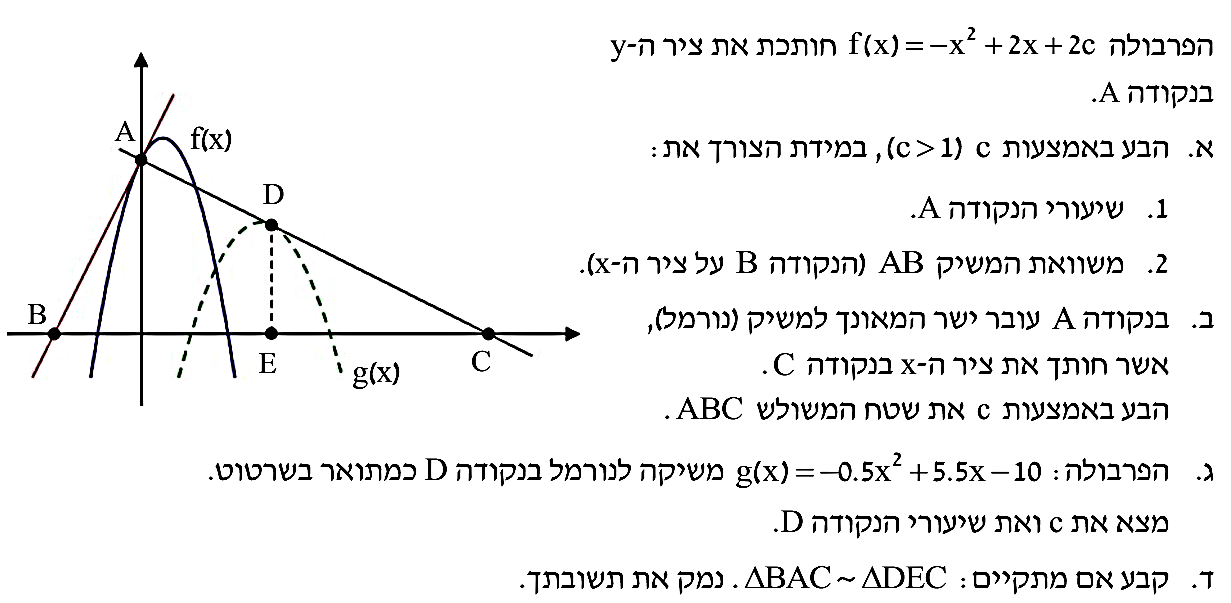 הפרבולה f(x) = −x² + 2x + 2c חותכת את ציר ה-y
בנקודה A.
א. הבע באמצעות c (c > 1), במידת הצורך את:
1. שיעורי הנקודה A.
2. משוואת המשיק AB (הנקודה B על ציר ה-x).
ב. בנקודה A עובר ישר המאונך למשיק (נורמל),
אשר חותך את ציר ה-x בנקודה C.
הבע באמצעות c את שטח המשולש ABC.
ג. הפרבולה: g(x) = −0.5x² + 5.5x − 10 משיקה לנורמל בנקודה D כמתואר בשרטוט.
מצא את c ואת שיעורי הנקודה D.
ד. קבע אם מתקיים: ΔBAC ~ ΔDEC. נמק את תשובתך.
A
f(x)
D
B
E
C
g(x)